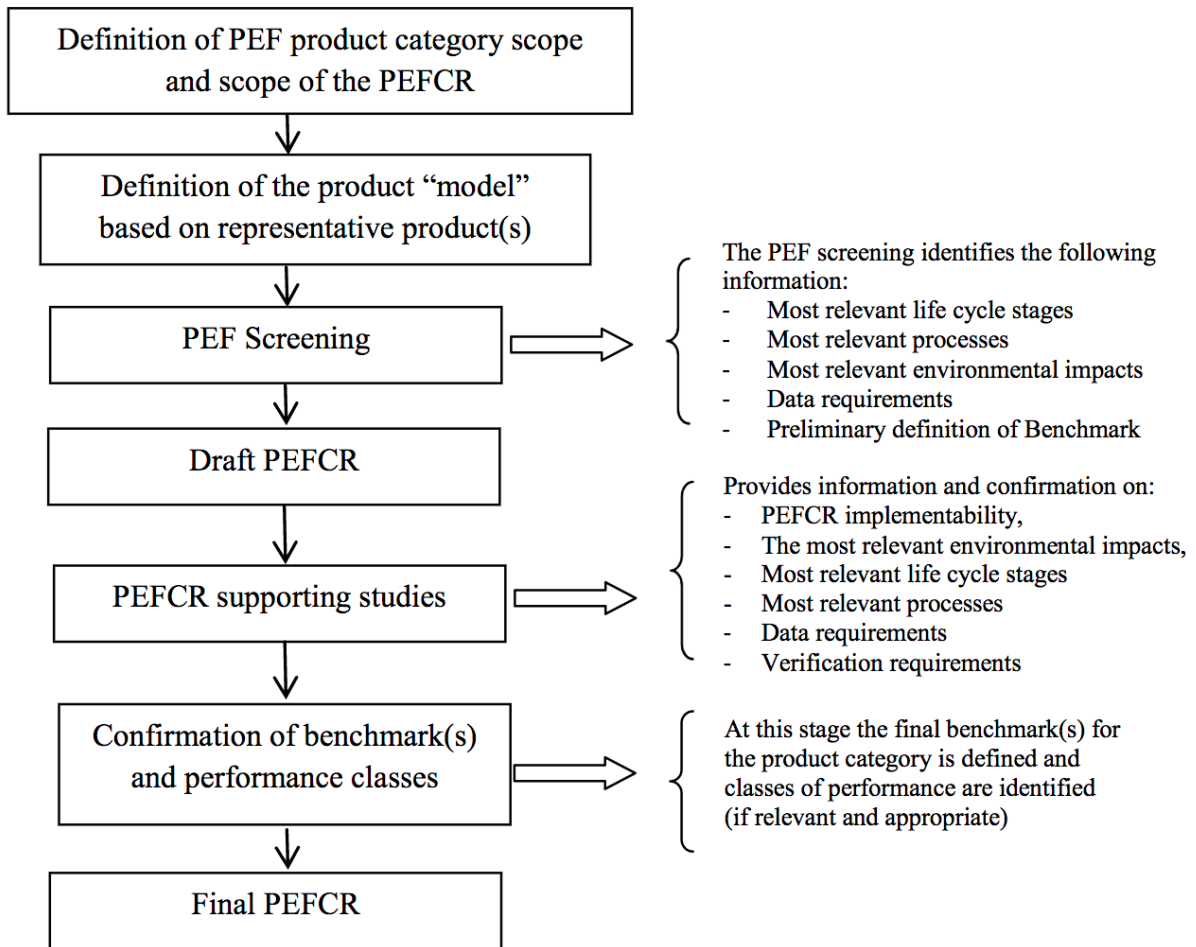 Definition of PEF product category scope
and scope of the PEFCR
Definition of the product “model”
based on representative product(s)
PEF Screening
The PEF screening identifies the following
information:
- Most relevant life cycle stages
- Most relevant processes
- Most relevant environmental impacts
- Data requirements
- Preliminary definition of Benchmark
Draft PEFCR
PEFCR supporting studies
Provides information and confirmation on:
- PEFCR implementability,
- The most relevant environmental impacts,
- Most relevant life cycle stages
- Most relevant processes
- Data requirements
- Verification requirements
Confirmation of benchmark(s)
and performance classes
At this stage the final benchmark(s) for
the product category is defined and
classes of performance are identified
(if relevant and appropriate)
Final PEFCR